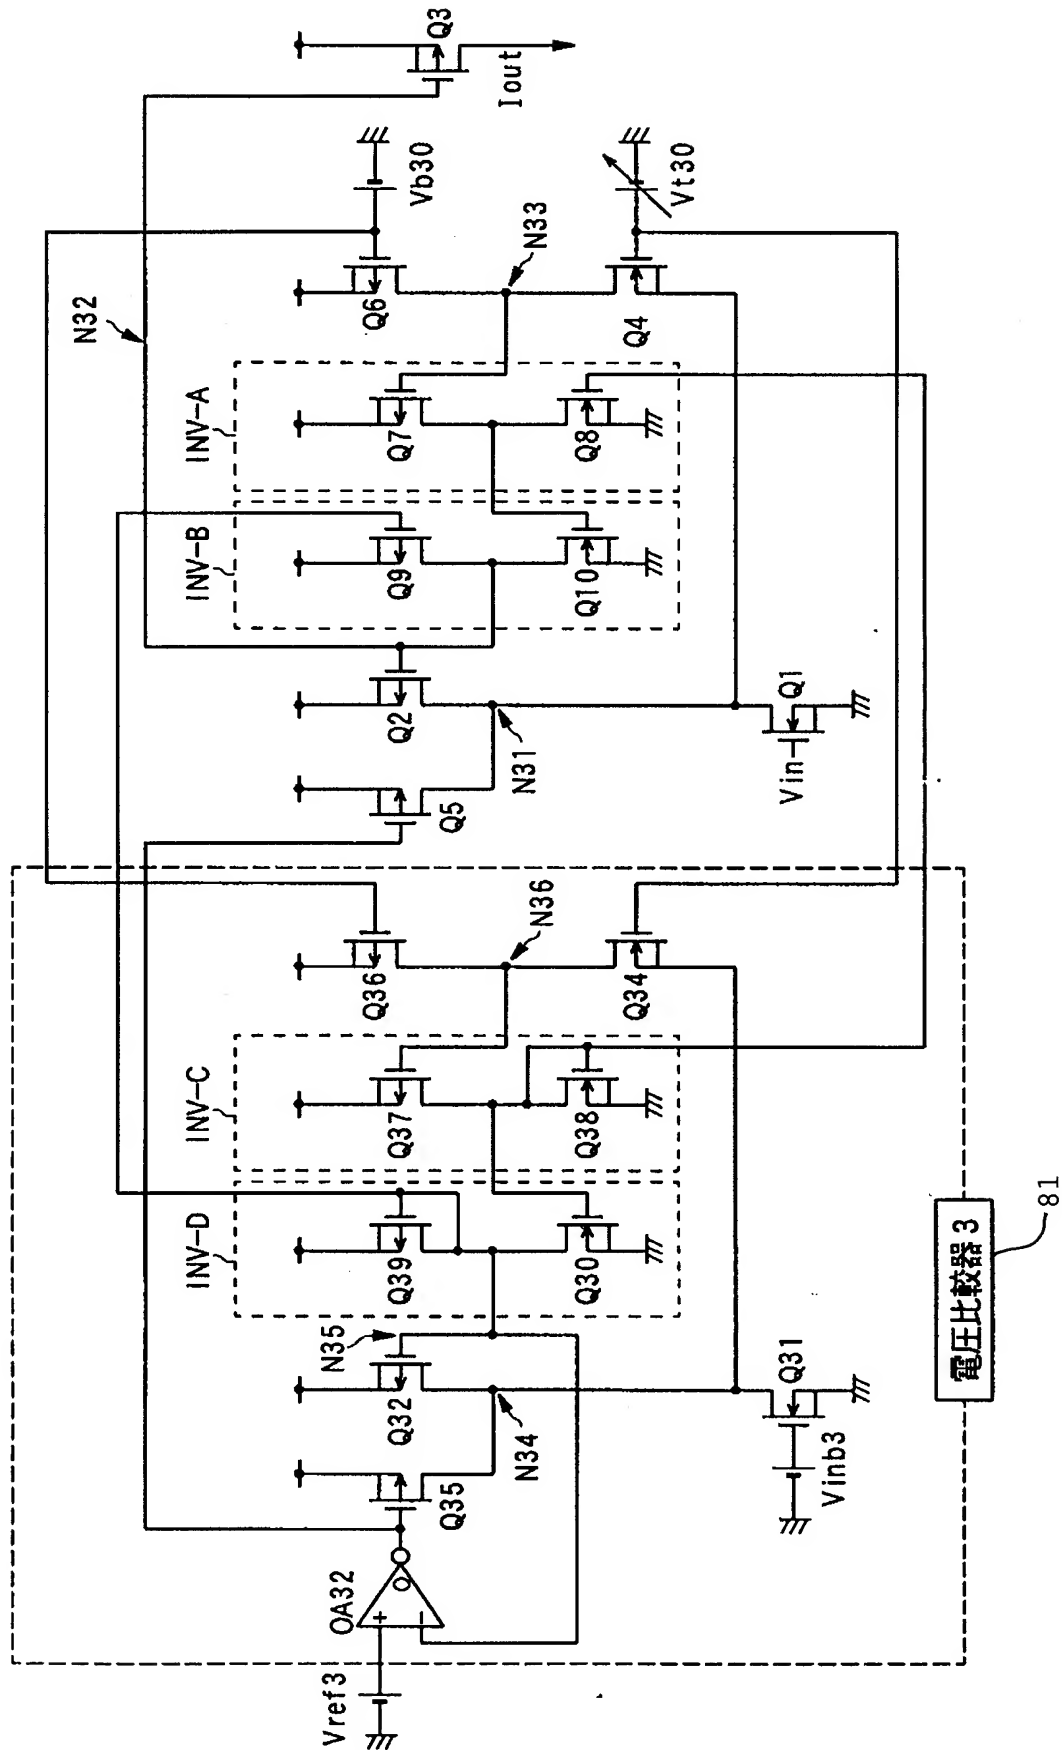 Vref3
OA32
+
−
Q35
Q32
N35
N34
Vinb3
Q31
INV-D
Q39
Q30
INV-C
Q37
Q38
Q36
N36
Q34
電圧比較器3
81
Q5
Q2
N31
Vin
Q1
INV-B
Q9
Q10
INV-A
Q7
Q8
N32
Q6
N33
Q4
Vb30
Vt30
Q3
Iout